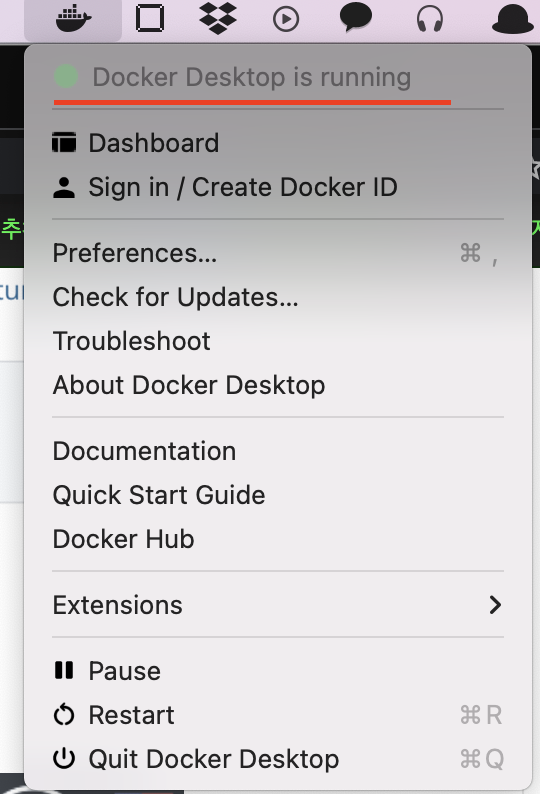 Docker Desktop is running
Dashboard
Sign in / Create Docker ID
Preferences... ⌘ ,
Check for Updates...
Troubleshoot
About Docker Desktop
Documentation
Quick Start Guide
Docker Hub
Extensions
Pause
Restart ⌘R
Quit Docker Desktop ⌘Q